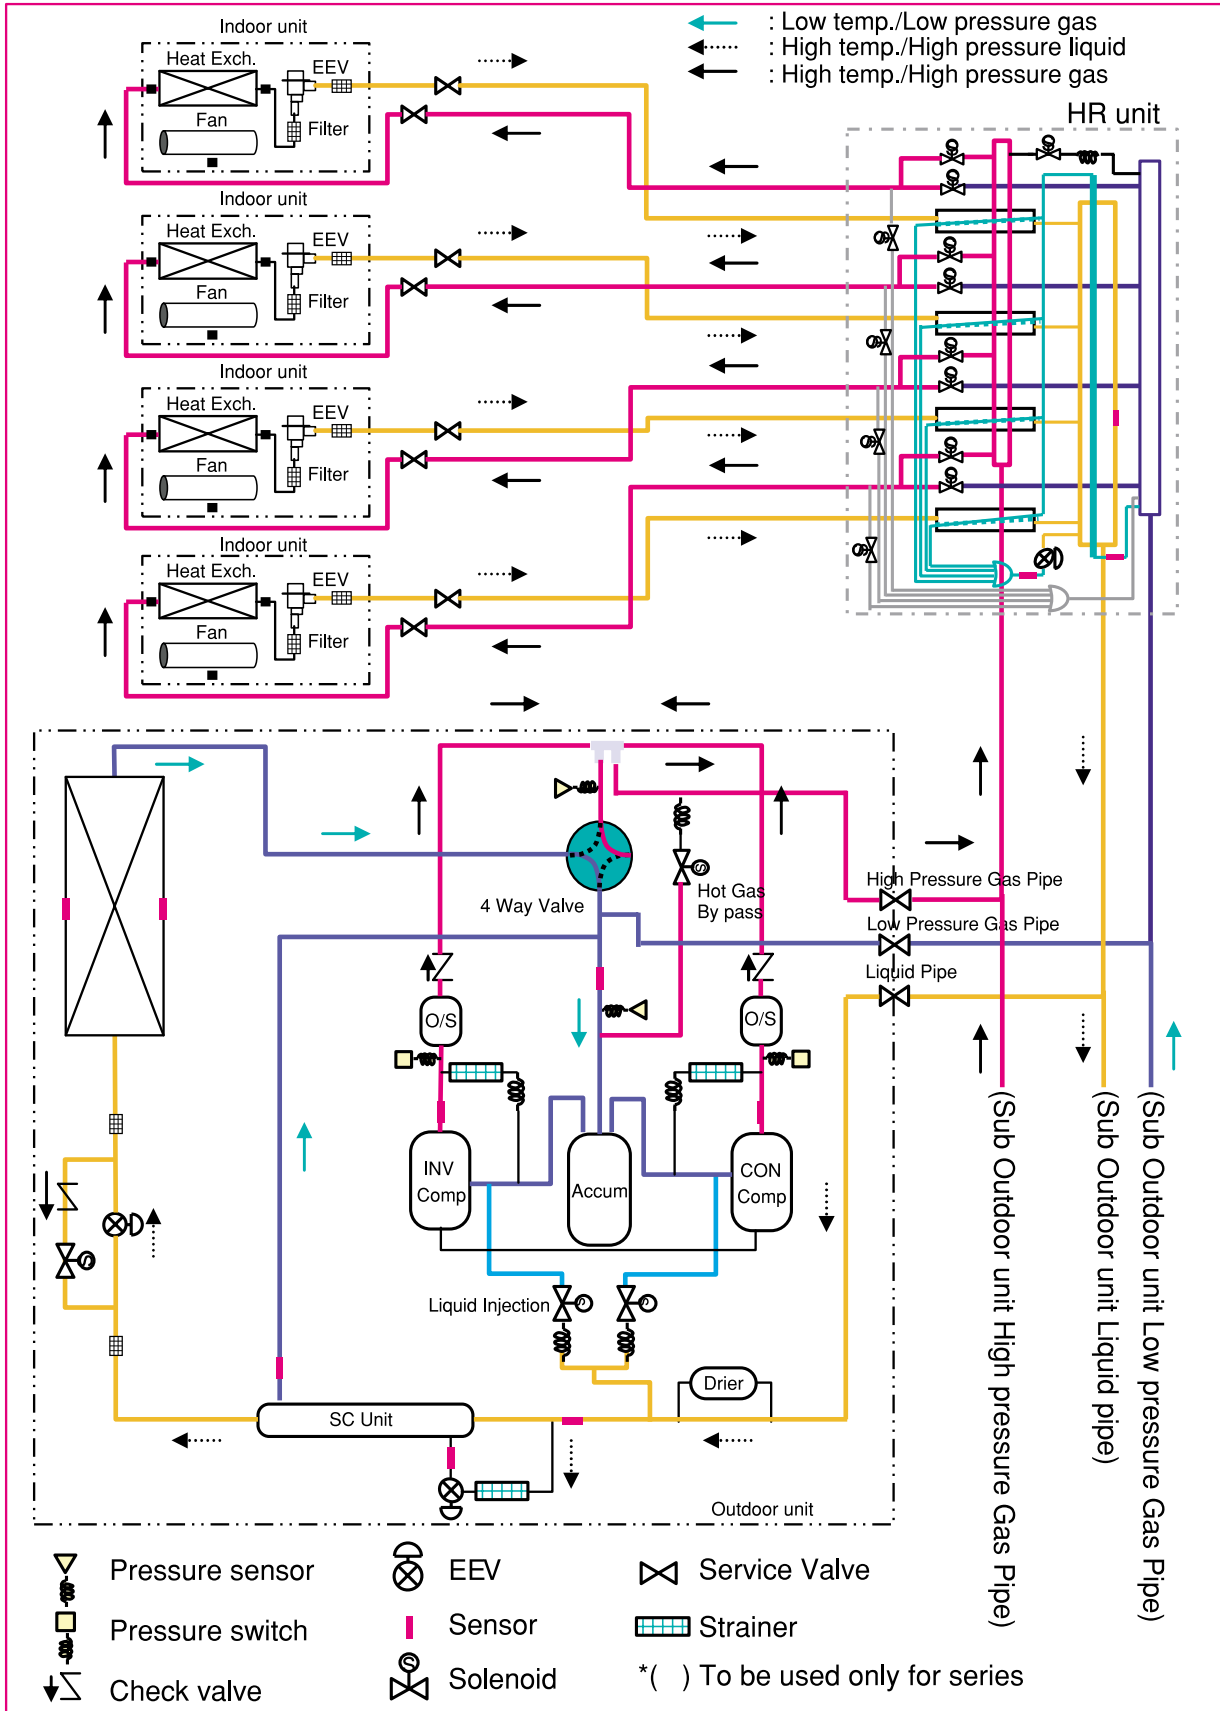 : Low temp./Low pressure gas
: High temp./High pressure liquid
: High temp./High pressure gas
HR unit
Indoor unit
Heat Exch.
EEV
Fan
Filter
Indoor unit
Heat Exch.
EEV
Fan
Filter
Indoor unit
Heat Exch.
EEV
Fan
Filter
Indoor unit
Heat Exch.
EEV
Fan
Filter
4 Way Valve
Hot Gas
By pass
High Pressure Gas Pipe
Low Pressure Gas Pipe
Liquid Pipe
O/S
O/S
INV
Comp
Accum
CON
Comp
Liquid Injection
Drier
SC Unit
Outdoor unit
(Sub Outdoor unit High pressure Gas Pipe)
(Sub Outdoor unit Liquid pipe)
(Sub Outdoor unit Low pressure Gas Pipe)
Pressure sensor
EEV
Service Valve
Pressure switch
Sensor
Strainer
Check valve
Solenoid
*( ) To be used only for series